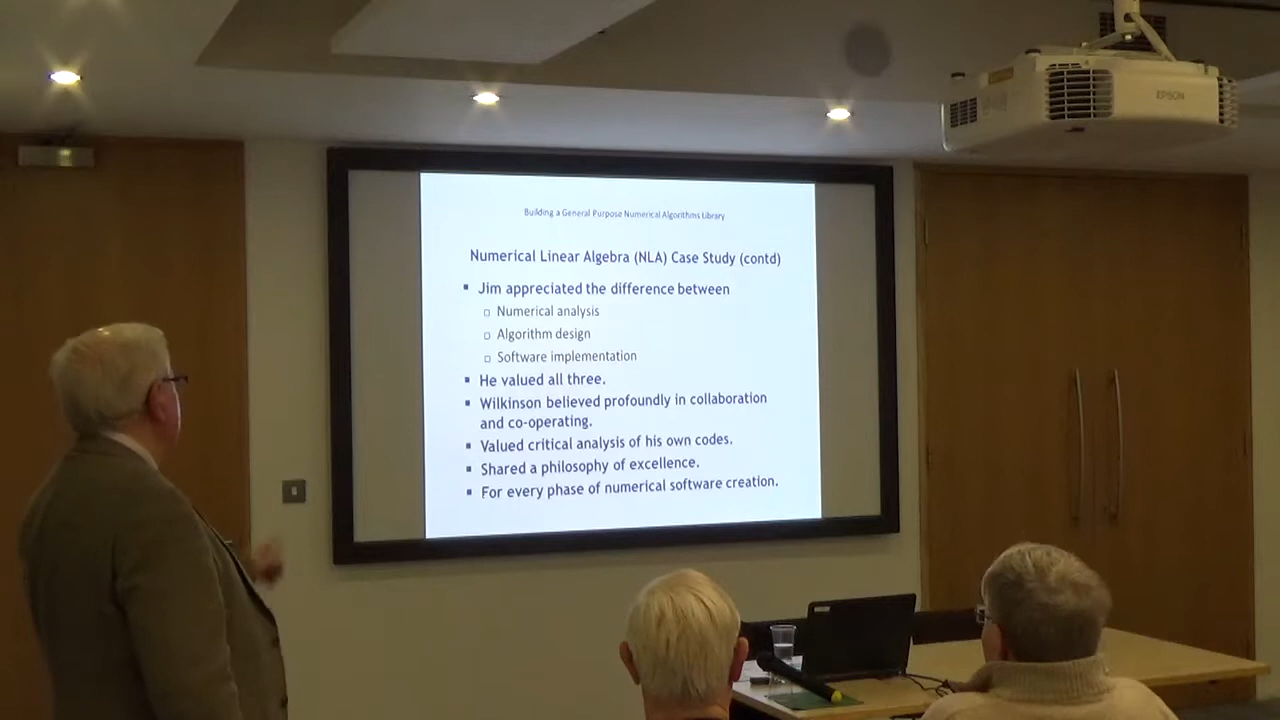 EPSON
Building a General Purpose Numerical Algorithms Library
Numerical Linear Algebra (NLA) Case Study (contd)
▪ Jim appreciated the difference between
▫ Numerical analysis
▫ Algorithm design
▫ Software implementation
▪ He valued all three.
▪ Wilkinson believed profoundly in collaboration
and co-operating.
▪ Valued critical analysis of his own codes.
▪ Shared a philosophy of excellence.
▪ For every phase of numerical software creation.